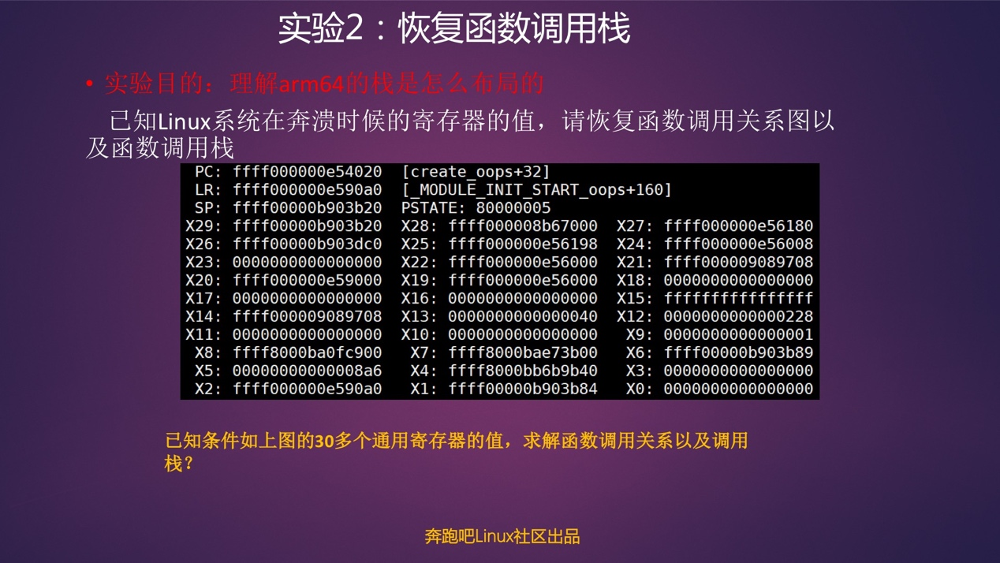 实验2：恢复函数调用栈
• 实验目的：理解arm64的栈是怎么布局的
已知Linux系统在奔溃时候的寄存器的值，请恢复函数调用关系图以
及函数调用栈
PC: ffff000000e54020 [create_oops+32]
LR: ffff000000e590a0 [_MODULE_INIT_START_oops+160]
SP: ffff00000b903b20 PSTATE: 80000005
X29: ffff00000b903b20 X28: ffff000008b67000 X27: ffff000000e56180
X26: ffff00000b903dc0 X25: ffff000000e56198 X24: ffff000000e56008
X23: 0000000000000000 X22: ffff000000e56000 X21: ffff000009089708
X20: ffff000000e59000 X19: ffff000000e56000 X18: 0000000000000000
X17: 0000000000000000 X16: 0000000000000000 X15: ffffffffffffffff
X14: ffff000009089708 X13: 0000000000000040 X12: 0000000000000228
X11: 0000000000000000 X10: 0000000000000000 X9: 0000000000000001
X8: ffff8000ba0fc900 X7: ffff8000bae73b00 X6: ffff00000b903b89
X5: 00000000000008a6 X4: ffff8000bb6b9b40 X3: 0000000000000000
X2: ffff000000e590a0 X1: ffff00000b903b84 X0: 0000000000000000
已知条件如上图的30多个通用寄存器的值，求解函数调用关系以及调用
栈？
奔跑吧Linux社区出品